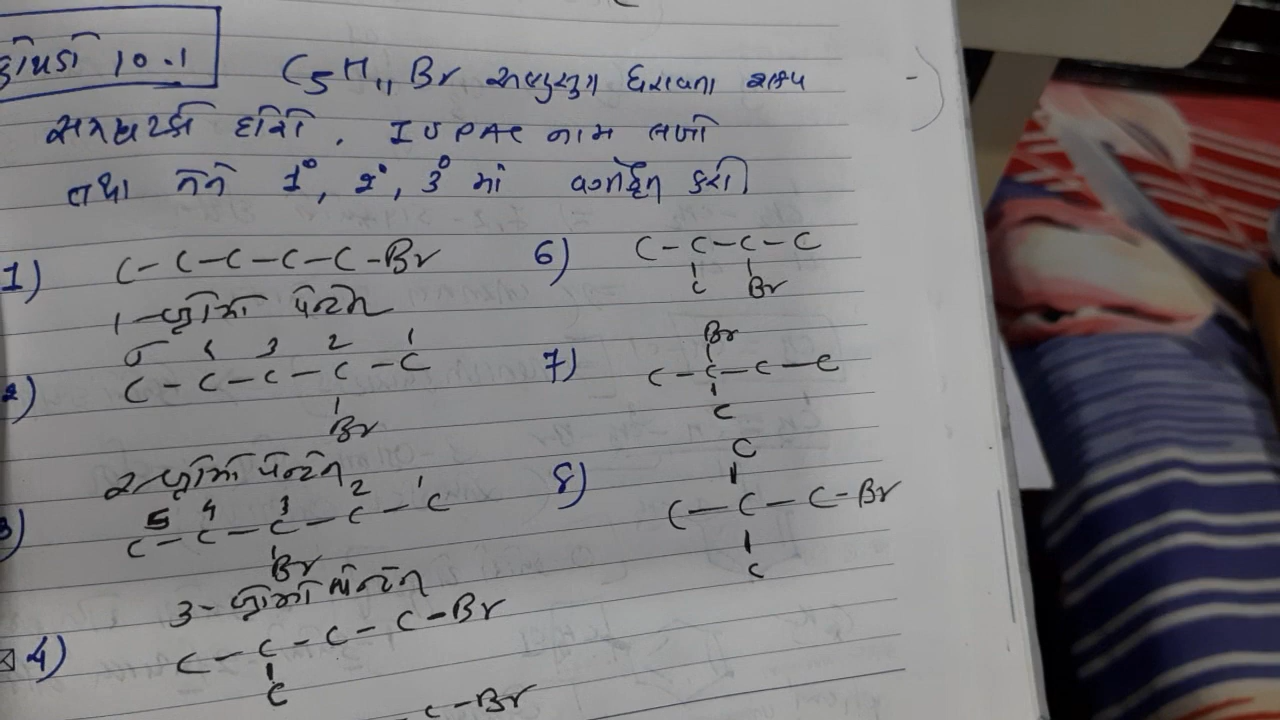 કોયડો 10.1
C5H11Br અણુસૂત્ર ધરાવતા શક્ય
સમઘટકો દોરો. IUPAC નામ લખો
તથા તેને 1°, 2°, 3° માં વર્ગીકૃત કરો
1) C-C-C-C-C-Br
1-બ્રોમો પેન્ટેન
5 4 3 2 1
2) C-C-C-C-C
Br
2-બ્રોમો પેન્ટેન
5 4 3 2 1
3) C-C-C-C-C
Br
3-બ્રોમો પેન્ટેન
4) C-C-C-C-Br
C
C-Br
6) C-C-C-C
C Br
Br
7) C-C-C-C
C
C
8) C-C-C-Br
C